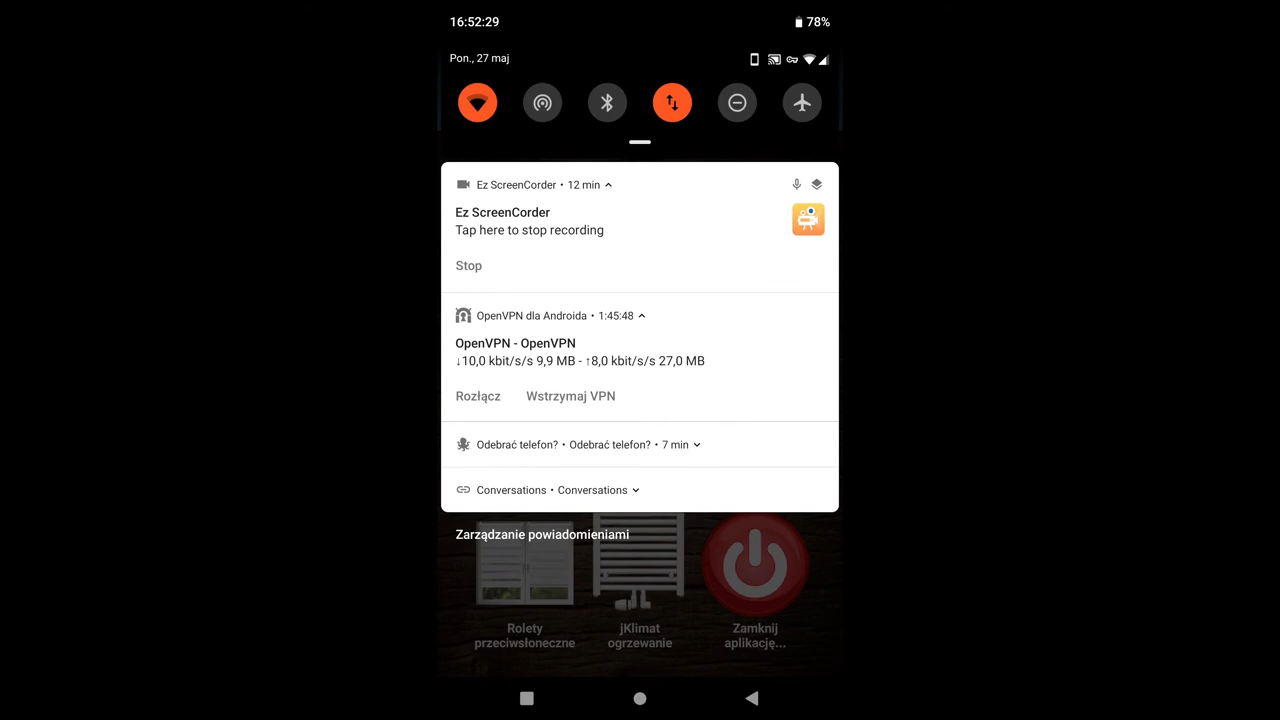 16:52:29
78%
Pon., 27 maj
Ez ScreenCorder • 12 min
Ez ScreenCorder
Tap here to stop recording
Stop
OpenVPN dla Androida • 1:45:48
OpenVPN - OpenVPN
↓10,0 kbit/s/s 9,9 MB - ↑8,0 kbit/s/s 27,0 MB
Rozłącz Wstrzymaj VPN
Odebrać telefon? • Odebrać telefon? • 7 min
Conversations • Conversations
Zarządzanie powiadomieniami
Rolety
przeciwsłoneczne
jKlimat
ogrzewanie
Zamknij
aplikację...